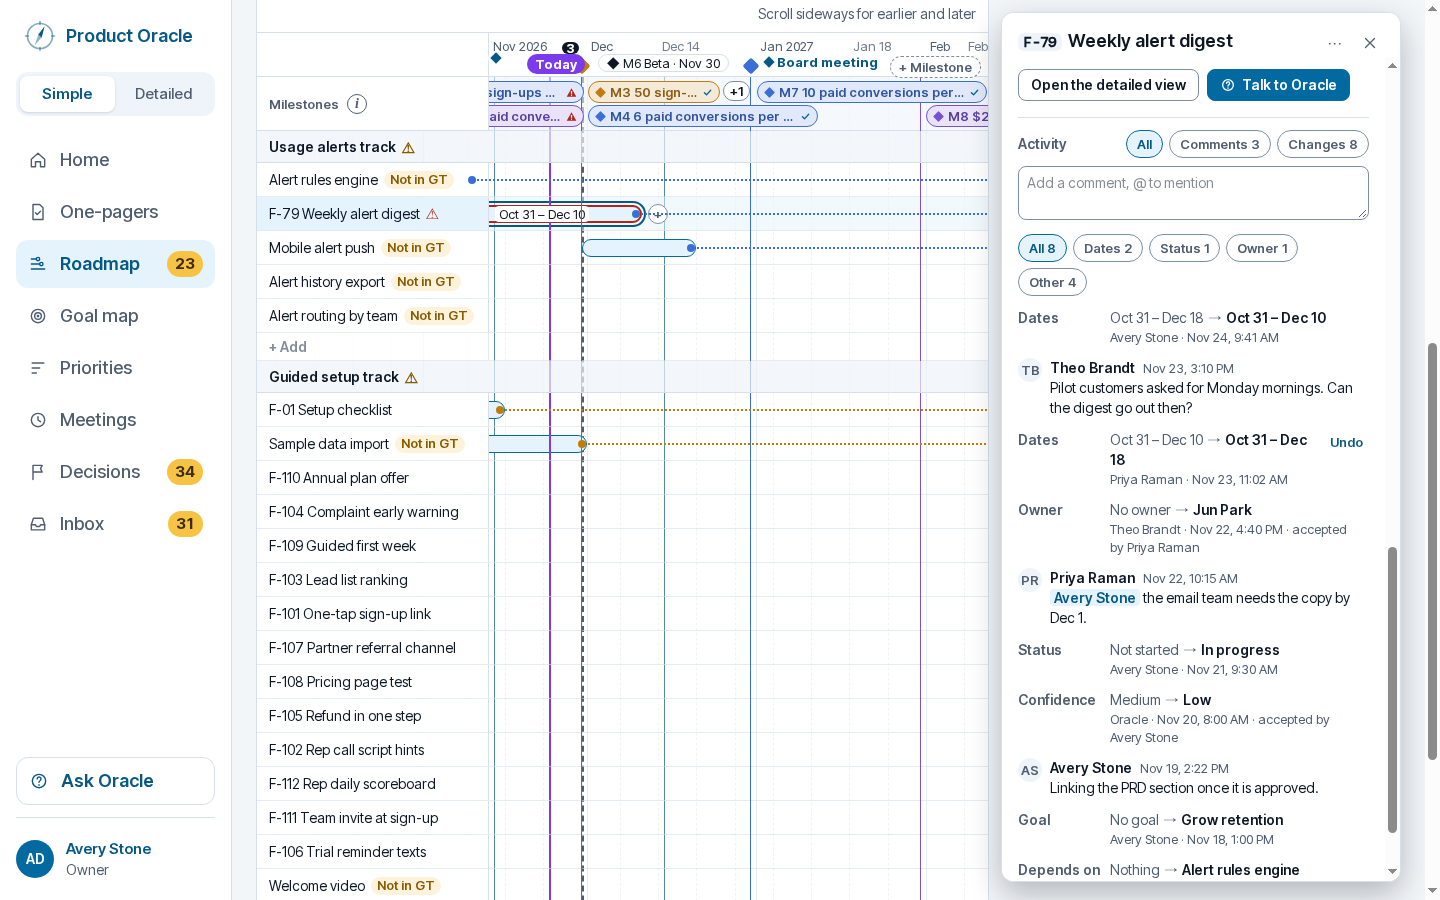 Product Oracle
Simple
Detailed
Home
One-pagers
Roadmap 23
Goal map
Priorities
Meetings
Decisions 34
Inbox 31
Ask Oracle
AD
Avery Stone
Owner
Scroll sideways for earlier and later
Nov 2026
3
Dec
Dec 14
Jan 2027
Jan 18
Feb
Feb
Today
M6 Beta · Nov 30
Board meeting
+ Milestone
Milestones i
sign-ups ...
M3 50 sign-...
+1
M7 10 paid conversions per...
aid conve...
M4 6 paid conversions per ...
M8 $2
Usage alerts track
Alert rules engine Not in GT
F-79 Weekly alert digest
Oct 31 – Dec 10
Mobile alert push Not in GT
Alert history export Not in GT
Alert routing by team Not in GT
+ Add
Guided setup track
F-01 Setup checklist
Sample data import Not in GT
F-110 Annual plan offer
F-104 Complaint early warning
F-109 Guided first week
F-103 Lead list ranking
F-101 One-tap sign-up link
F-107 Partner referral channel
F-108 Pricing page test
F-105 Refund in one step
F-102 Rep call script hints
F-112 Rep daily scoreboard
F-111 Team invite at sign-up
F-106 Trial reminder texts
Welcome video Not in GT
F-79 Weekly alert digest
Open the detailed view
Talk to Oracle
Activity
All
Comments 3
Changes 8
Add a comment, @ to mention
All 8
Dates 2
Status 1
Owner 1
Other 4
Dates Oct 31 – Dec 18 → Oct 31 – Dec 10
Avery Stone · Nov 24, 9:41 AM
TB Theo Brandt Nov 23, 3:10 PM
Pilot customers asked for Monday mornings. Can
the digest go out then?
Dates Oct 31 – Dec 10 → Oct 31 – Dec Undo
18
Priya Raman · Nov 23, 11:02 AM
Owner No owner → Jun Park
Theo Brandt · Nov 22, 4:40 PM · accepted
by Priya Raman
PR Priya Raman Nov 22, 10:15 AM
Avery Stone the email team needs the copy by
Dec 1.
Status Not started → In progress
Avery Stone · Nov 21, 9:30 AM
Confidence Medium → Low
Oracle · Nov 20, 8:00 AM · accepted by
Avery Stone
AS Avery Stone Nov 19, 2:22 PM
Linking the PRD section once it is approved.
Goal No goal → Grow retention
Avery Stone · Nov 18, 1:00 PM
Depends on Nothing → Alert rules engine